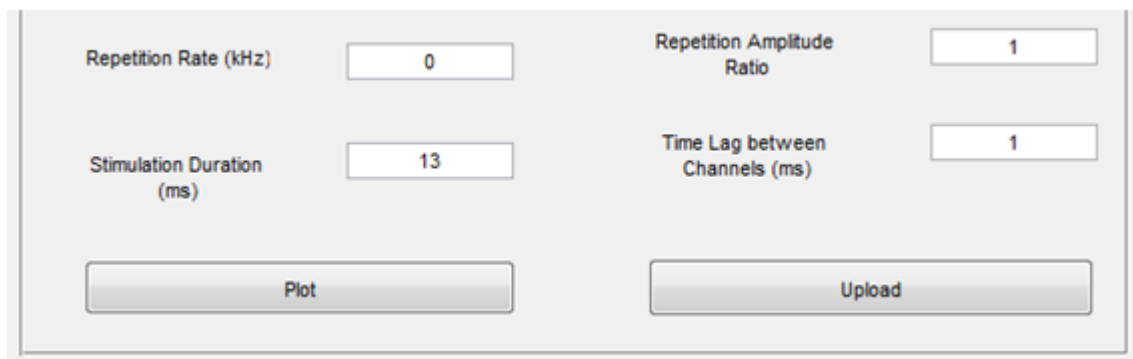 Repetition Rate (kHz)
0
Repetition Amplitude
Ratio
1
Stimulation Duration
(ms)
13
Time Lag between
Channels (ms)
1
Plot
Upload